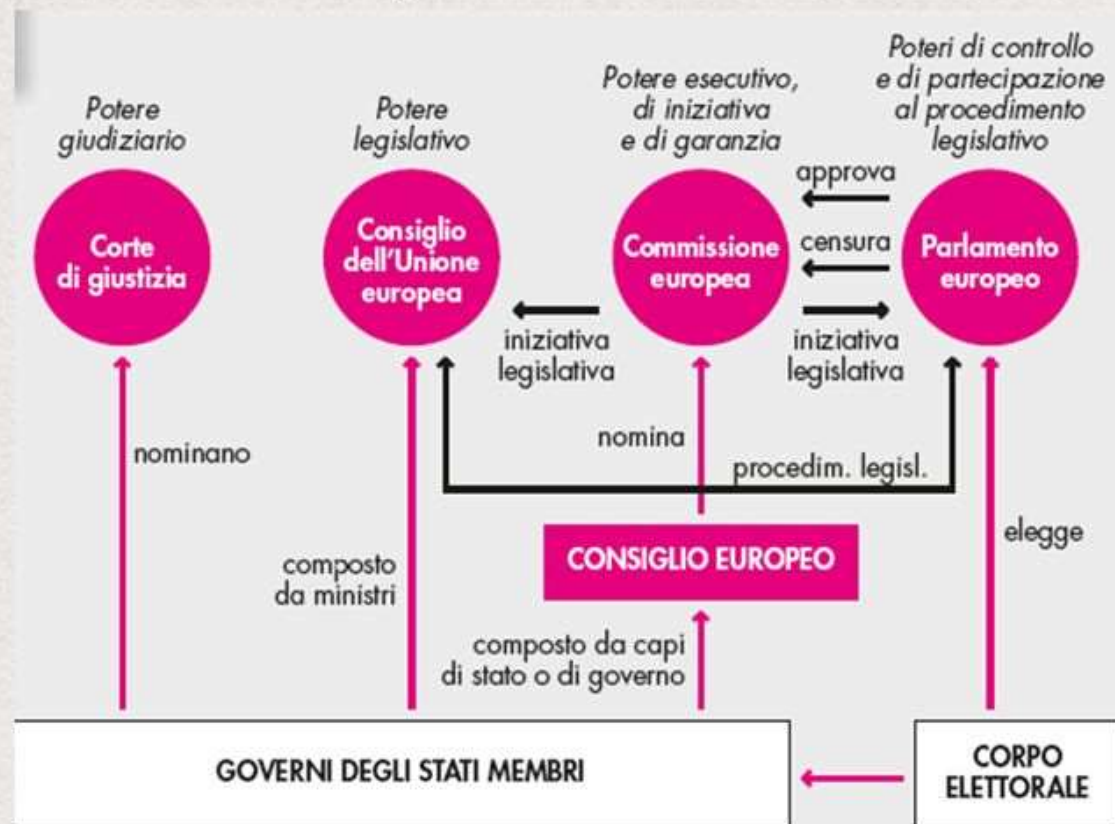 Potere
giudiziario
Potere
legislativo
Potere esecutivo,
di iniziativa
e di garanzia
Poteri di controllo
e di partecipazione
al procedimento
legislativo
Corte
di giustizia
Consiglio
dell'Unione
europea
Commissione
europea
Parlamento
europeo
approva
censura
iniziativa
legislativa
iniziativa
legislativa
nominano
nomina
procedim. legisl.
elegge
composto
da ministri
CONSIGLIO EUROPEO
composto da capi
di stato o di governo
GOVERNI DEGLI STATI MEMBRI
CORPO
ELETTORALE